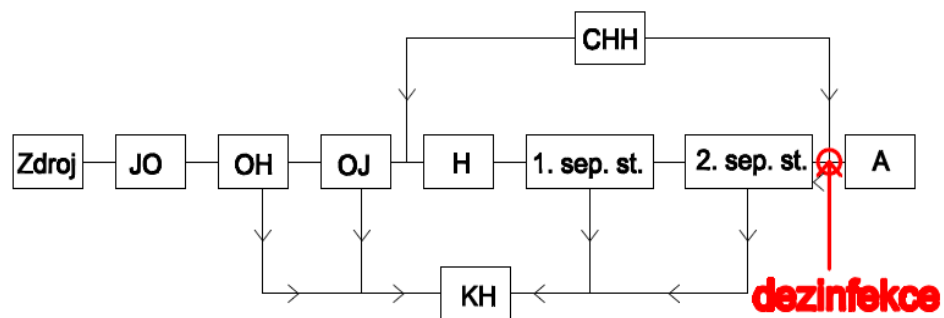 CHH
Zdroj
JO
OH
OJ
H
1. sep. st.
2. sep. st.
A
KH
dezinfekce